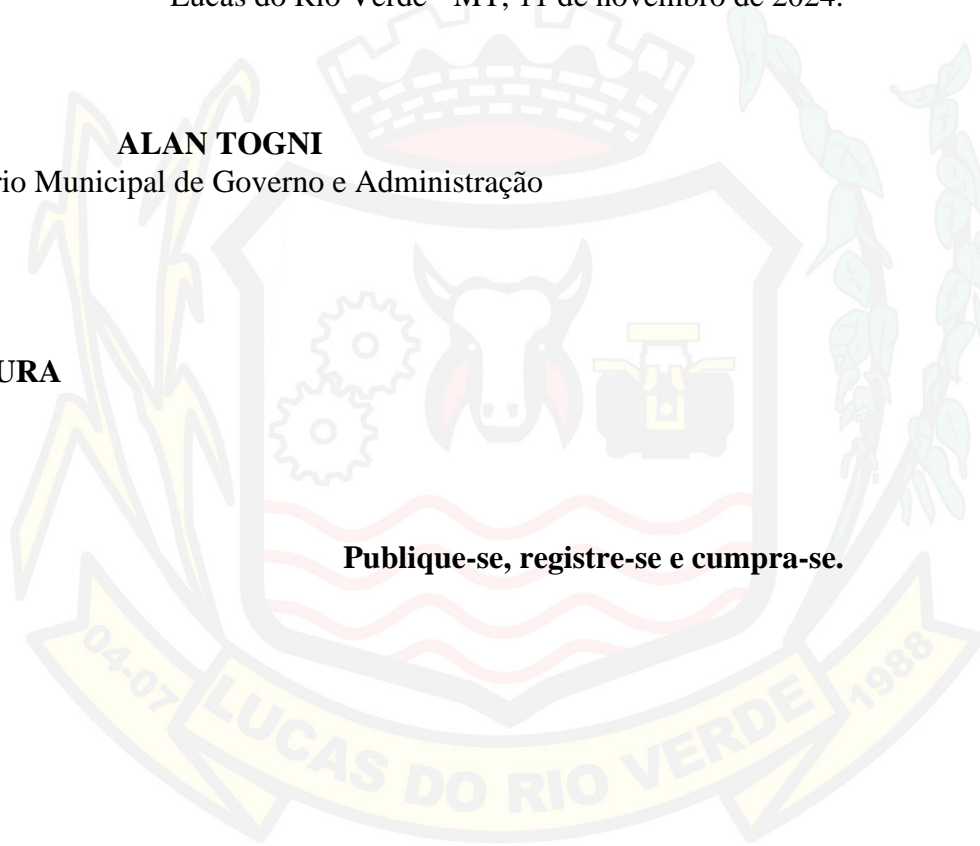 Lucas do Rio Verde - MT, 11 de novembro de 2024.
ALAN TOGNI
rio Municipal de Governo e Administração
URA
Publique-se, registre-se e cumpra-se.
04-07
LUCAS DO RIO VERDE
1988